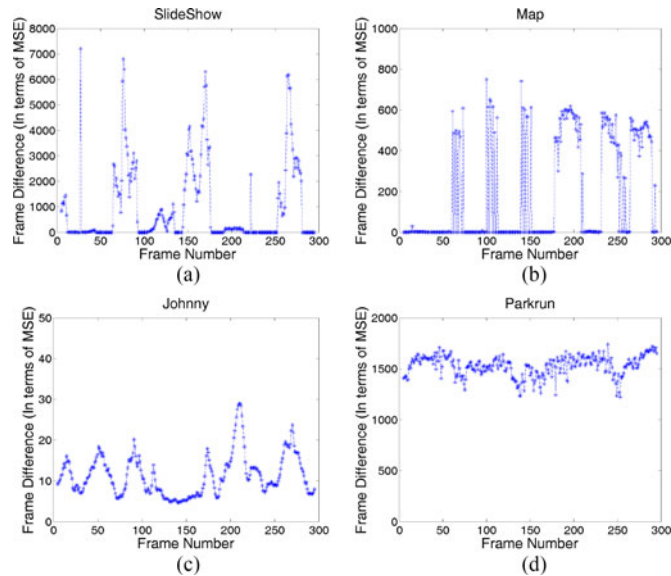 SlideShow
Frame Difference (In terms of MSE)
8000
7000
6000
5000
4000
3000
2000
1000
0
0 50 100 150 200 250 300
Frame Number
(a)
Map
Frame Difference (In terms of MSE)
1000
800
600
400
200
0
0 50 100 150 200 250 300
Frame Number
(b)
Johnny
Frame Difference (In terms of MSE)
50
40
30
20
10
0
0 50 100 150 200 250 300
Frame Number
(c)
Parkrun
Frame Difference (In terms of MSE)
2000
1500
1000
500
0
0 50 100 150 200 250 300
Frame Number
(d)